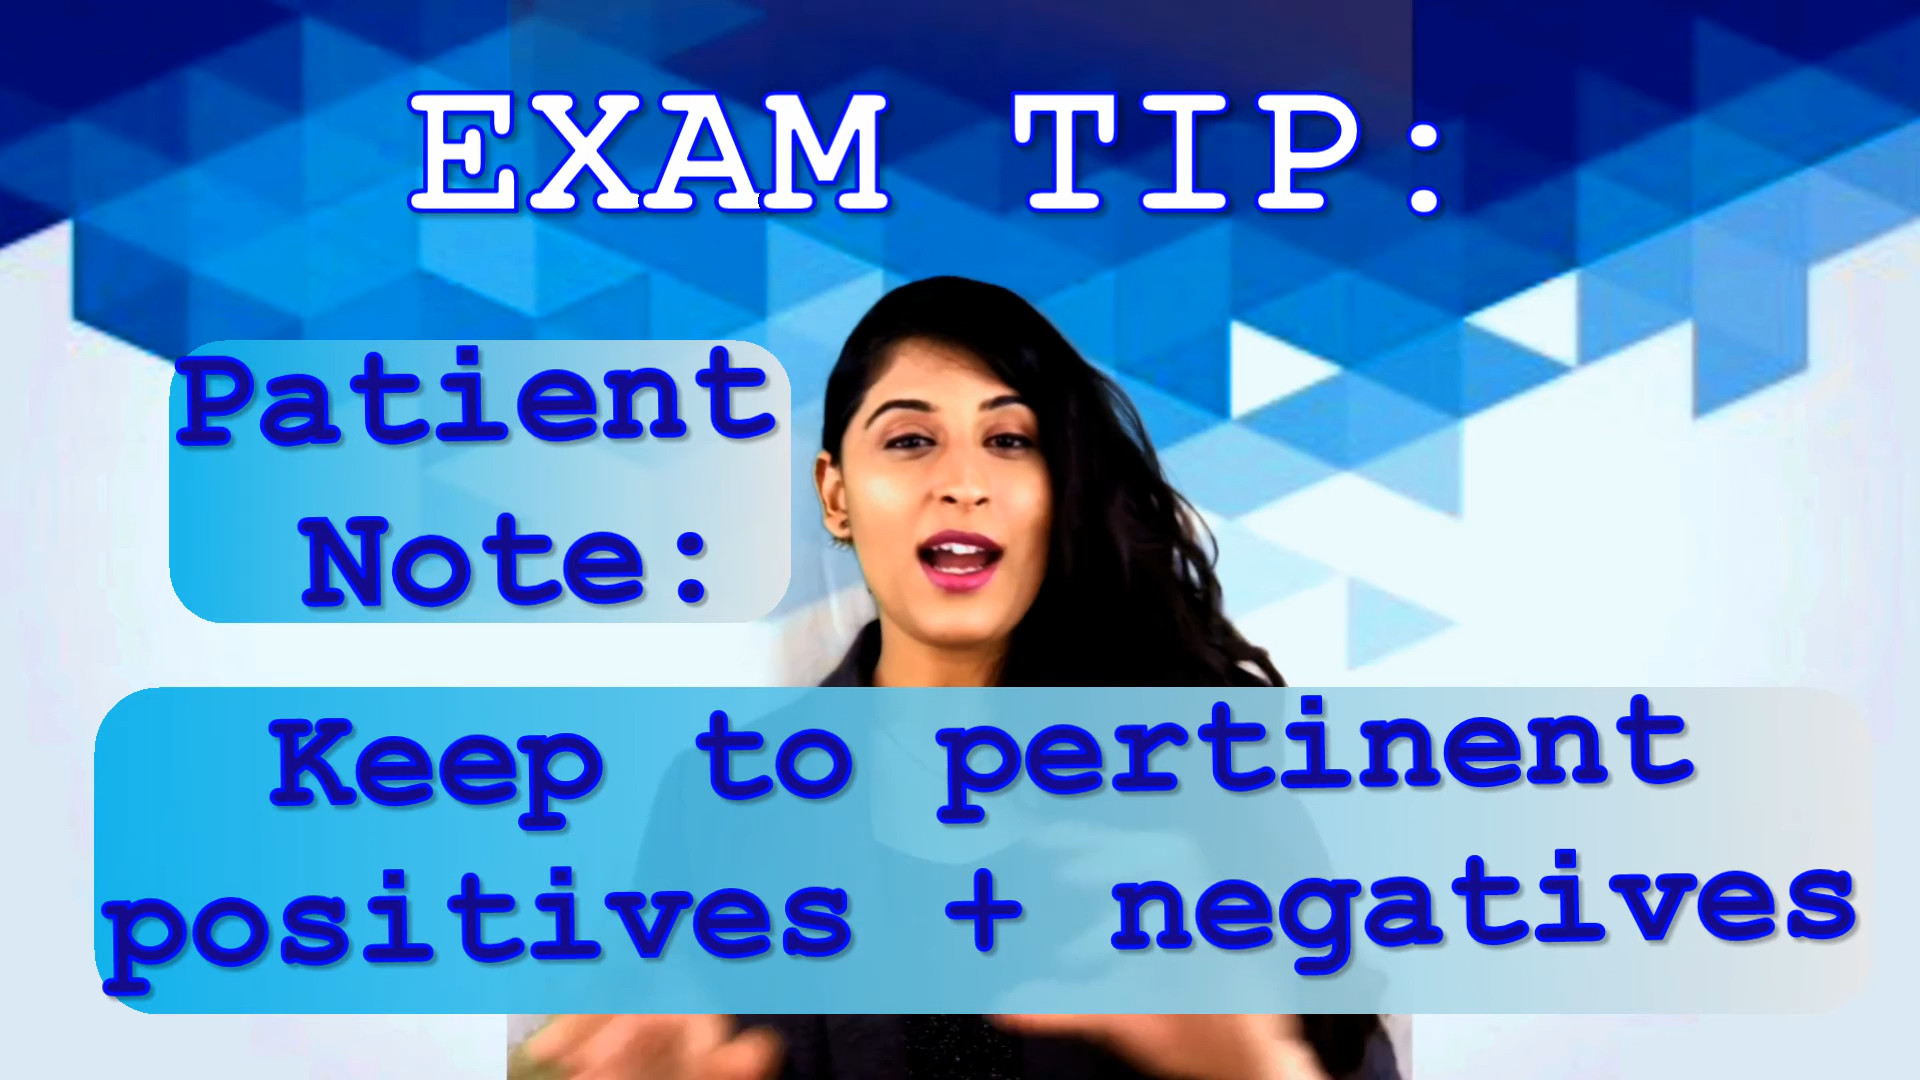 EXAM TIP:
Patient
Note:
Keep to pertinent
positives + negatives